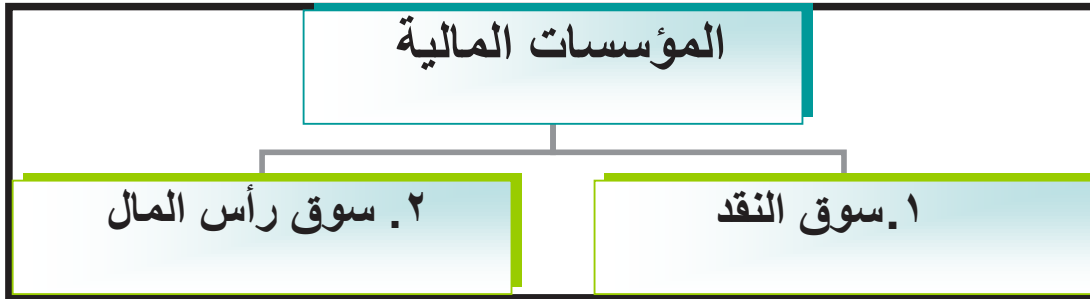 المؤسسات المالية
١.سوق النقد
٢. سوق رأس المال